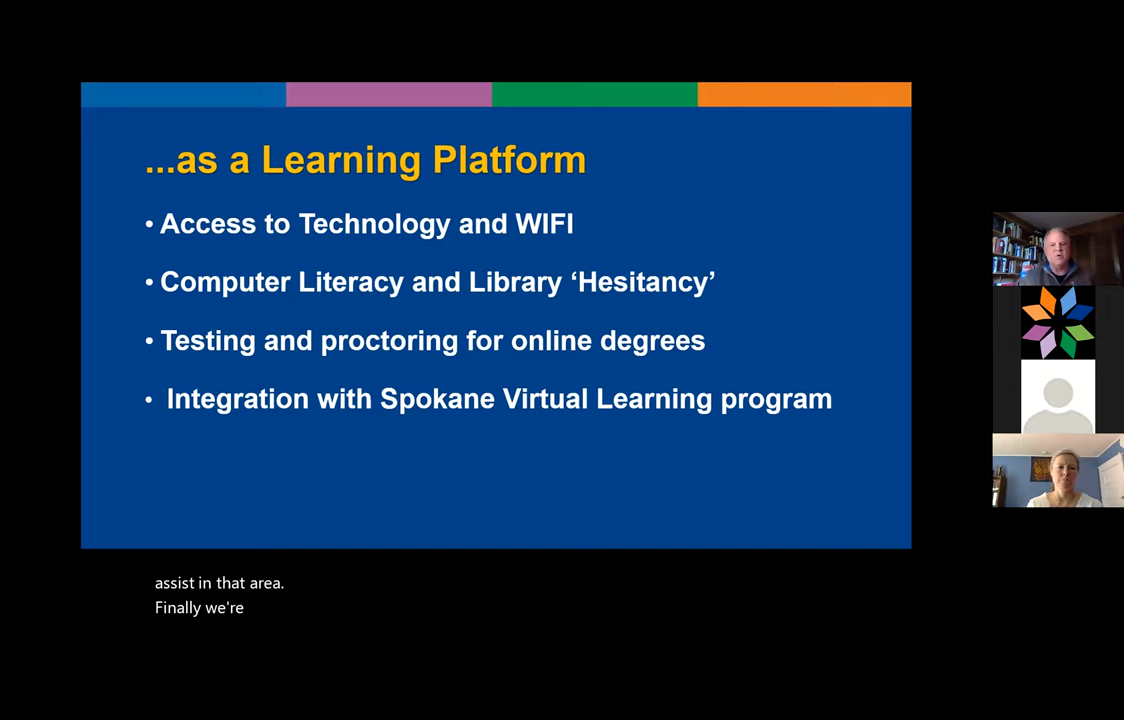 ...as a Learning Platform
• Access to Technology and WIFI
• Computer Literacy and Library ‘Hesitancy’
• Testing and proctoring for online degrees
• Integration with Spokane Virtual Learning program
assist in that area.
Finally we're